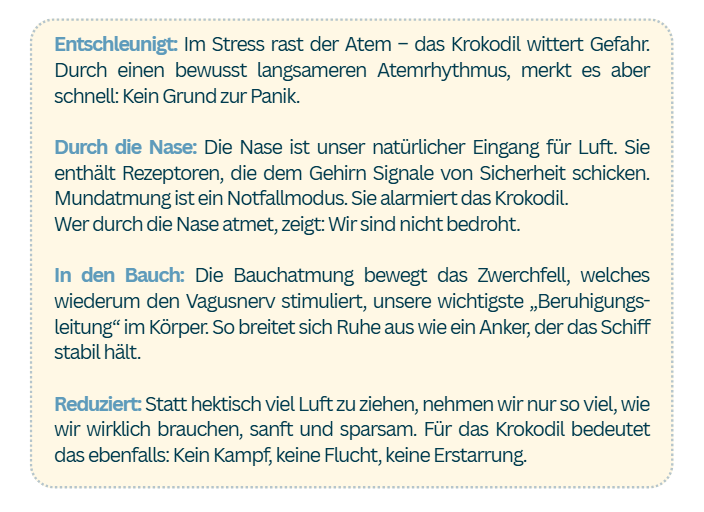 Entschleunigt: Im Stress rast der Atem – das Krokodil wittert Gefahr.
Durch einen bewusst langsameren Atemrhythmus, merkt es aber
schnell: Kein Grund zur Panik.
Durch die Nase: Die Nase ist unser natürlicher Eingang für Luft. Sie
enthält Rezeptoren, die dem Gehirn Signale von Sicherheit schicken.
Mundatmung ist ein Notfallmodus. Sie alarmiert das Krokodil.
Wer durch die Nase atmet, zeigt: Wir sind nicht bedroht.
In den Bauch: Die Bauchatmung bewegt das Zwerchfell, welches
wiederum den Vagusnerv stimuliert, unsere wichtigste „Beruhigungs-
leitung“ im Körper. So breitet sich Ruhe aus wie ein Anker, der das Schiff
stabil hält.
Reduziert: Statt hektisch viel Luft zu ziehen, nehmen wir nur so viel, wie
wir wirklich brauchen, sanft und sparsam. Für das Krokodil bedeutet
das ebenfalls: Kein Kampf, keine Flucht, keine Erstarrung.